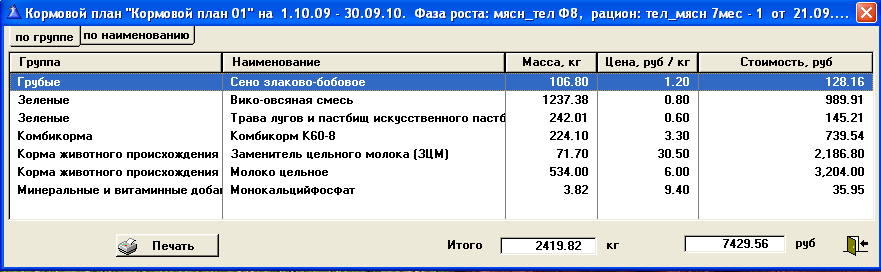 Кормовой план "Кормовой план 01" на 1.10.09 - 30.09.10. Фаза роста: мясн_тел Ф8, рацион: тел_мясн 7мес - 1 от 21.09....
по группе по наименованию
Группа Наименование Масса, кг Цена, руб / кг Стоимость, руб
Грубые Сено злаково-бобовое 106.80 1.20 128.16
Зеленые Вико-овсяная смесь 1237.38 0.80 989.91
Зеленые Трава лугов и пастбищ искусственного пастб 242.01 0.60 145.21
Комбикорма Комбикорм К60-8 224.10 3.30 739.54
Корма животного происхождения Заменитель цельного молока (ЗЦМ) 71.70 30.50 2,186.80
Корма животного происхождения Молоко цельное 534.00 6.00 3,204.00
Минеральные и витаминные доба Монокальцийфосфат 3.82 9.40 35.95
Печать Итого 2419.82 кг 7429.56 руб